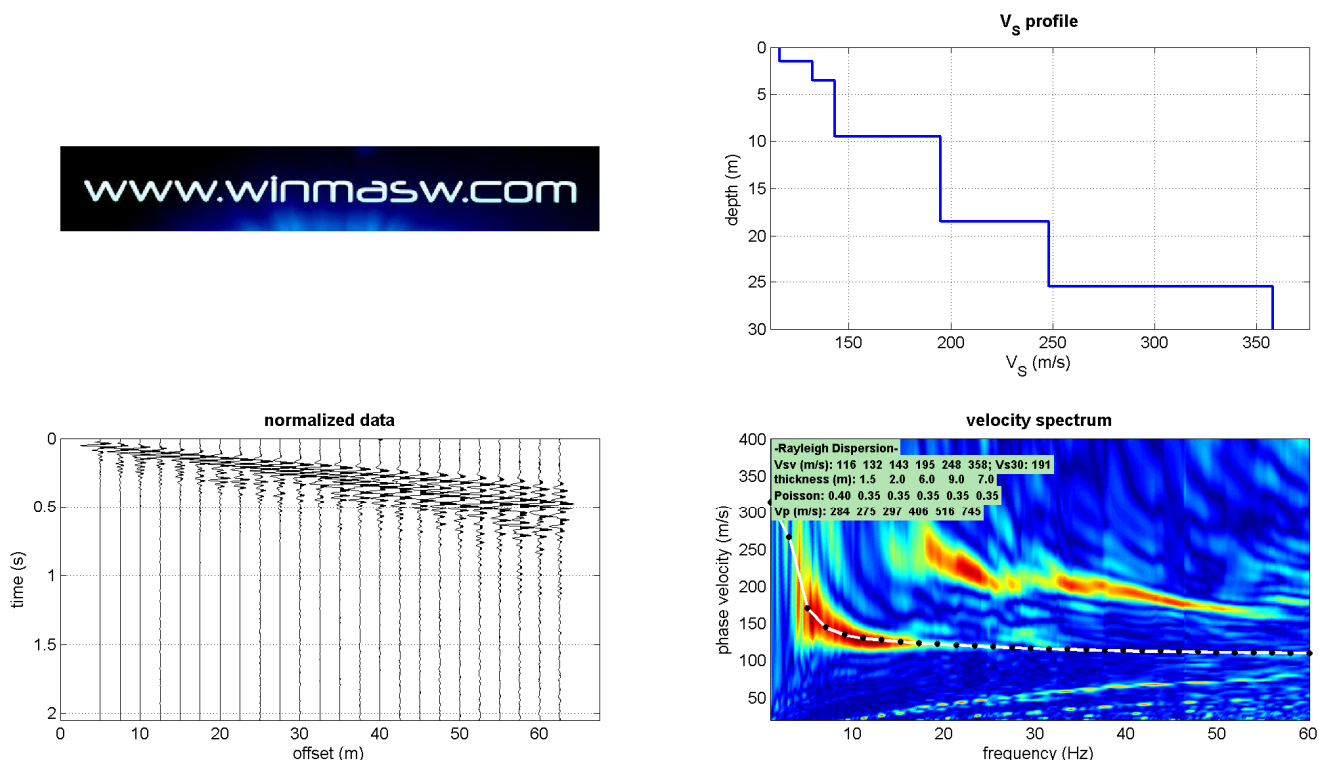 www.winmasw.com
V_S profile
0
5
10
15
20
25
30
depth (m)
150 200 250 300 350
V_S (m/s)
normalized data
0
0.5
1
1.5
2
time (s)
0 10 20 30 40 50 60
offset (m)
velocity spectrum
400
350
300
250
200
150
100
50
phase velocity (m/s)
-Rayleigh Dispersion-
Vsv (m/s): 116 132 143 195 248 358; Vs30: 191
thickness (m): 1.5 2.0 6.0 9.0 7.0
Poisson: 0.40 0.35 0.35 0.35 0.35 0.35
Vp (m/s): 284 275 297 406 516 745
10 20 30 40 50 60
frequency (Hz)